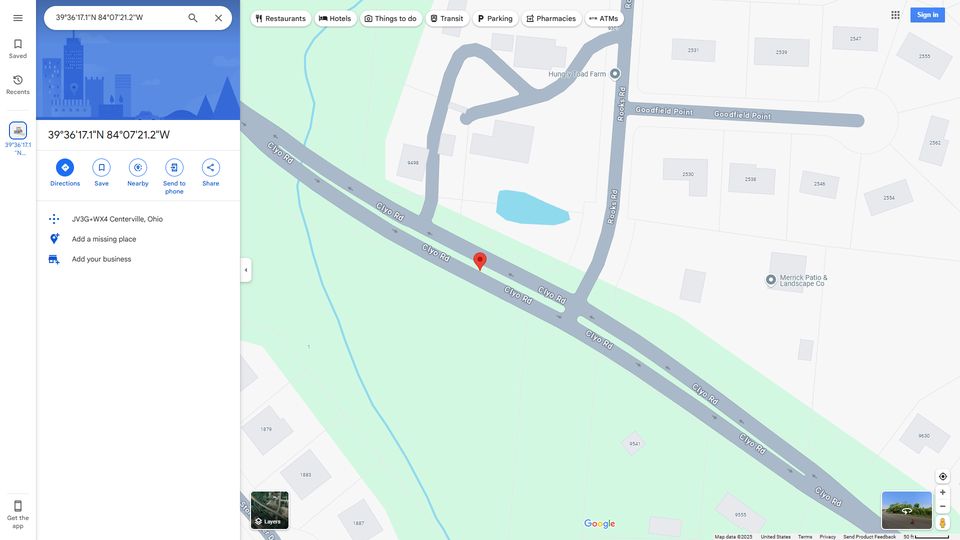 39°36'17.1"N 84°07'21.2"W
Restaurants
Hotels
Things to do
Transit
Parking
Pharmacies
ATMs
Sign in
Saved
Recents
39°36'17.1
"N...
39°36'17.1"N 84°07'21.2"W
Directions
Save
Nearby
Send to
phone
Share
JV3G+WX4 Centerville, Ohio
Add a missing place
Add your business
Get the
app
Hungry Toad Farm
Rooks Rd
2531
2539
2547
2555
Goodfield Point
Goodfield Point
2562
Clyo Rd
9498
2530
2538
2546
2554
Clyo Rd
Rooks Rd
Clyo Rd
Clyo Rd
Clyo Rd
Merrick Patio &
Landscape Co
Clyo Rd
1
Clyo Rd
1879
9541
Clyo Rd
9630
1883
Clyo Rd
1887
9555
Layers
Google
Map data ©2025
United States
Terms
Privacy
Send Product Feedback
50 ft